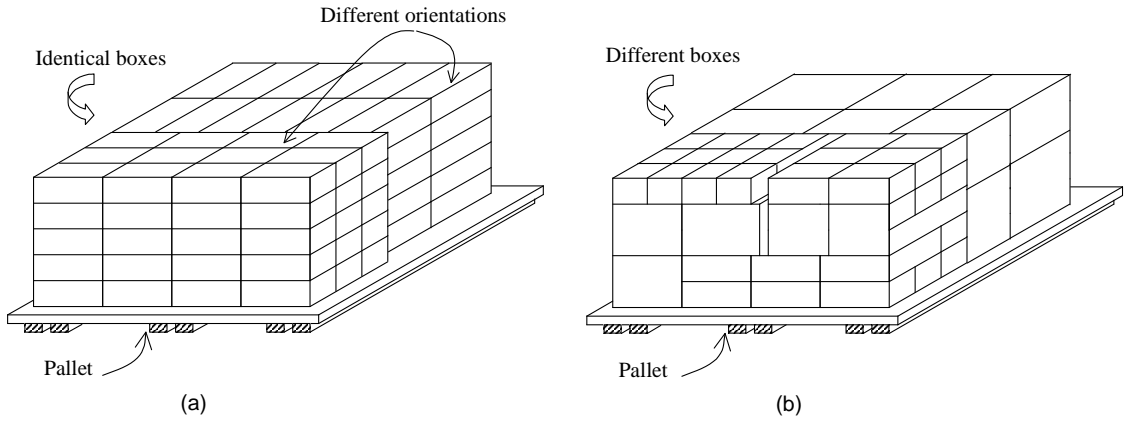 Different orientations
Identical boxes
Pallet
(a)
Different boxes
Pallet
(b)